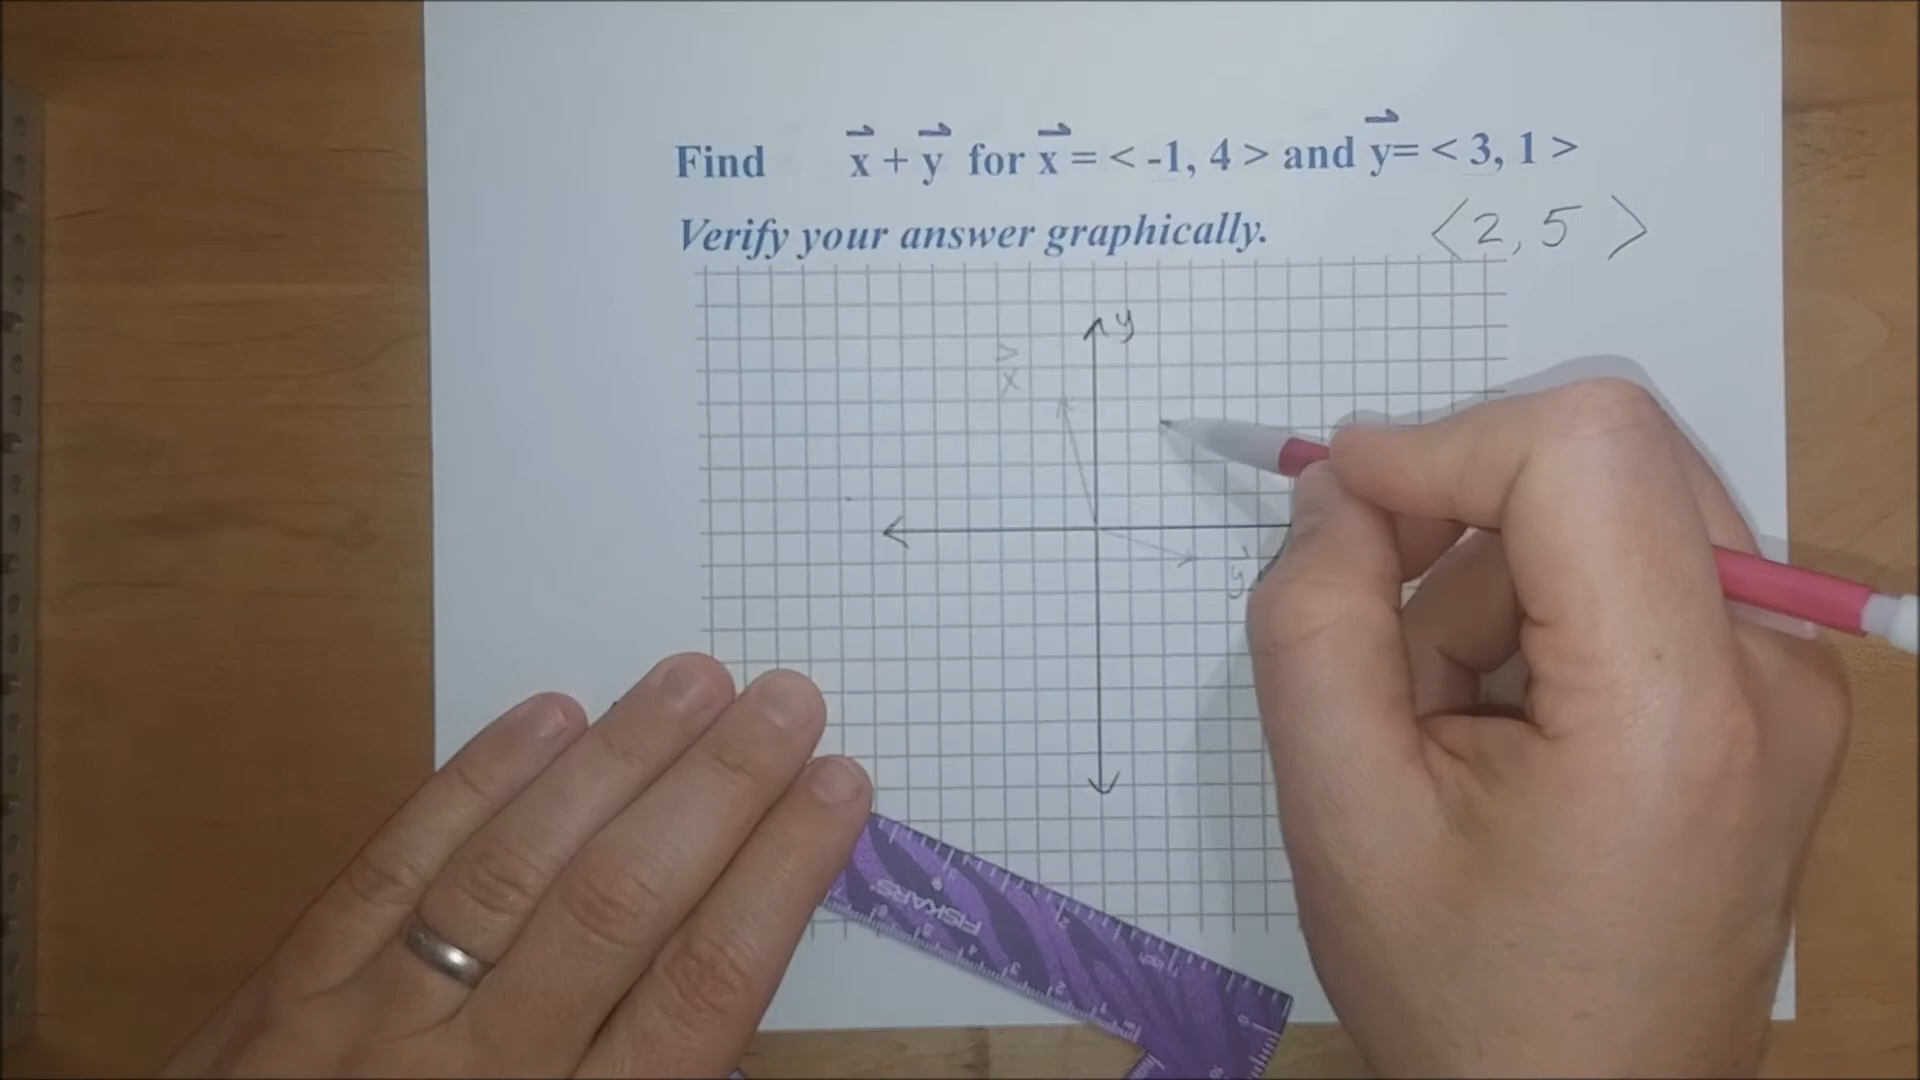 Find x + y for x = < -1, 4 > and y= < 3, 1 >
Verify your answer graphically.
<2, 5 >
y
x
y
FISKARS